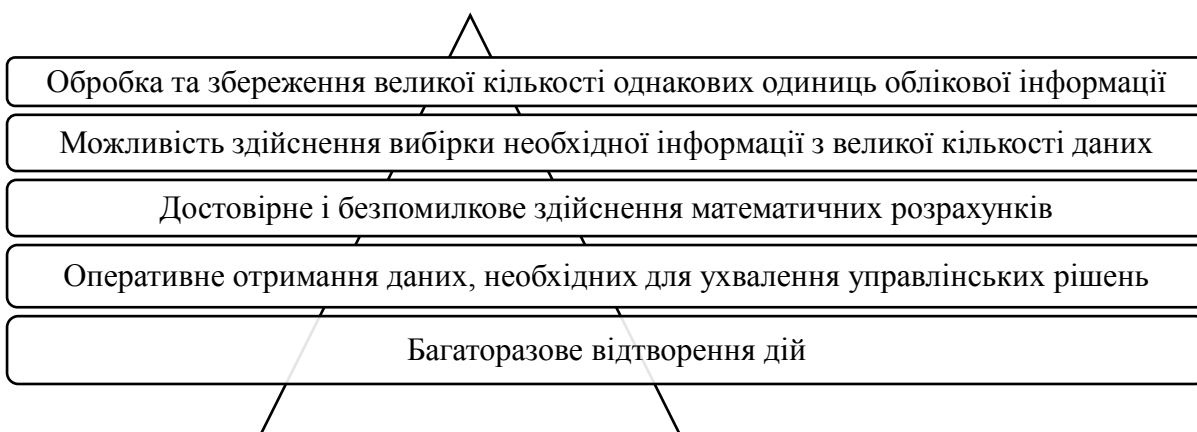 Обробка та збереження великої кількості однакових одиниць облікової інформації
Можливість здійснення вибірки необхідної інформації з великої кількості даних
Достовірне і безпомилкове здійснення математичних розрахунків
Оперативне отримання даних, необхідних для ухвалення управлінських рішень
Багаторазове відтворення дій